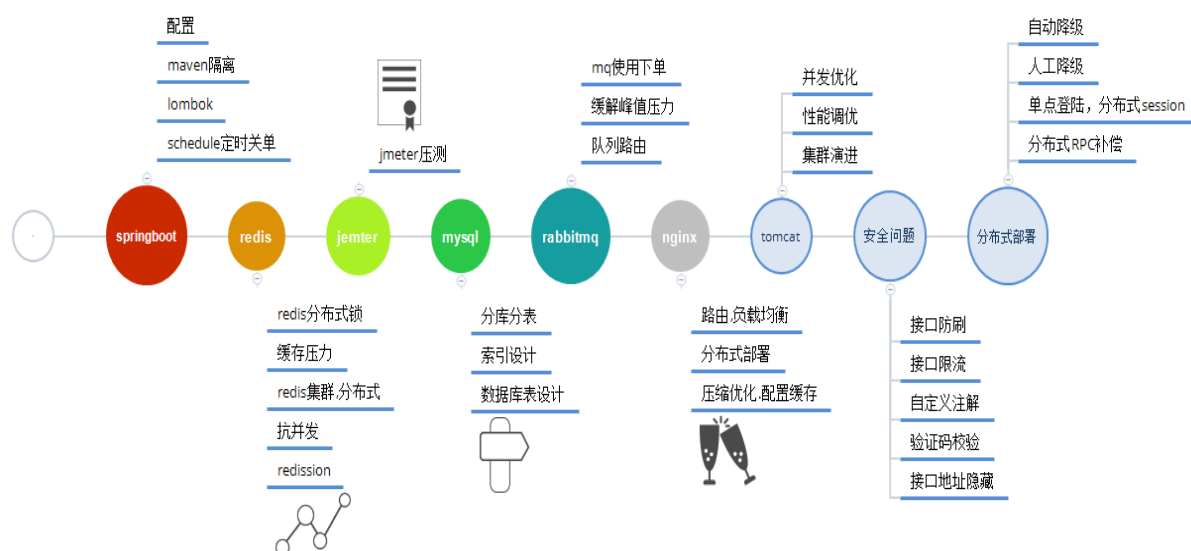 配置
maven隔离
lombok
schedule定时关单
springboot
redis
redis分布式锁
缓存压力
redis集群,分布式
抗并发
redission
jmeter压测
jemter
mysql
分库分表
索引设计
数据库表设计
mq使用下单
缓解峰值压力
队列路由
rabbitmq
nginx
路由,负载均衡
分布式部署
压缩优化.配置缓存
并发优化
性能调优
集群演进
tomcat
安全问题
接口防刷
接口限流
自定义注解
验证码校验
接口地址隐藏
自动降级
人工降级
单点登陆，分布式session
分布式RPC补偿
分布式部署